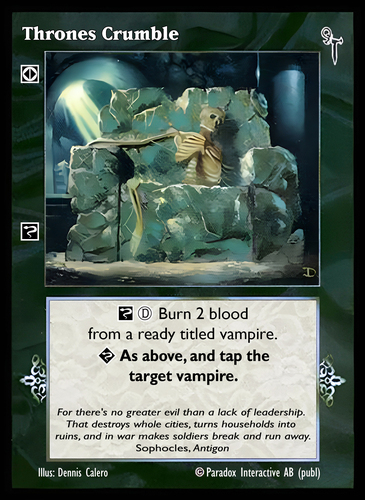 Thrones Crumble
Ⓓ Burn 2 blood
from a ready titled vampire.
As above, and tap the
target vampire.
For there's no greater evil than a lack of leadership.
That destroys whole cities, turns households into
ruins, and in war makes soldiers break and run away.
Sophocles, Antigon
Illus: Dennis Calero
© Paradox Interactive AB (publ)